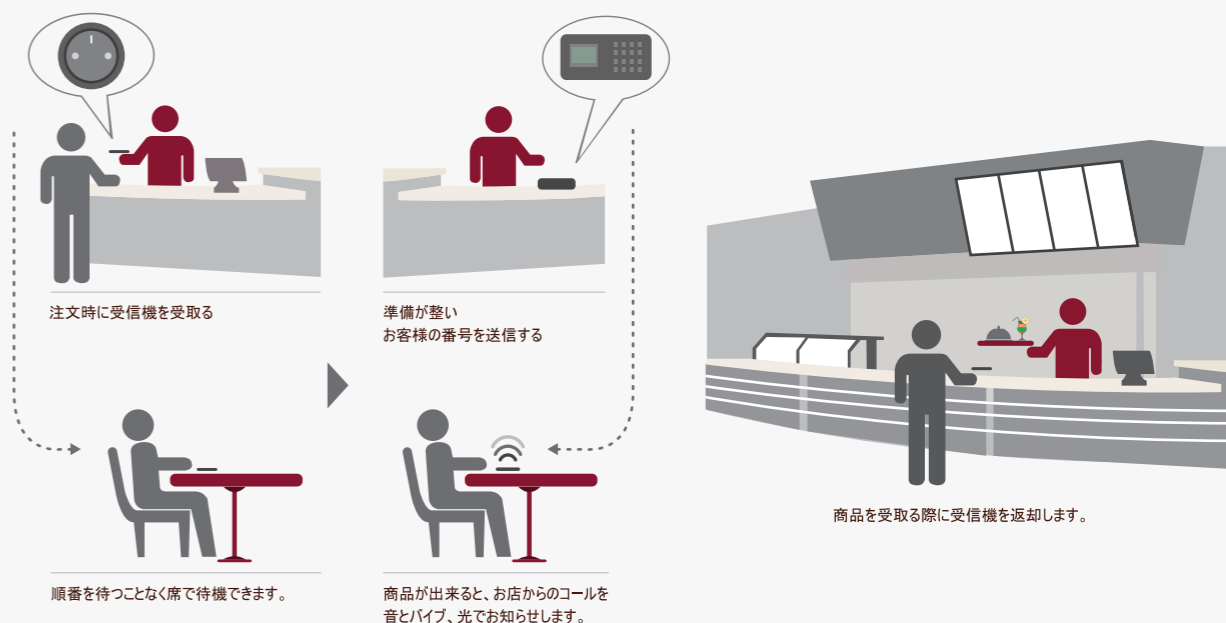 注文時に受信機を受取る
準備が整い
お客様の番号を送信する
順番を待つことなく席で待機できます。
商品が出来ると、お店からのコールを
音とバイブ、光でお知らせします。
商品を受取る際に受信機を返却します。